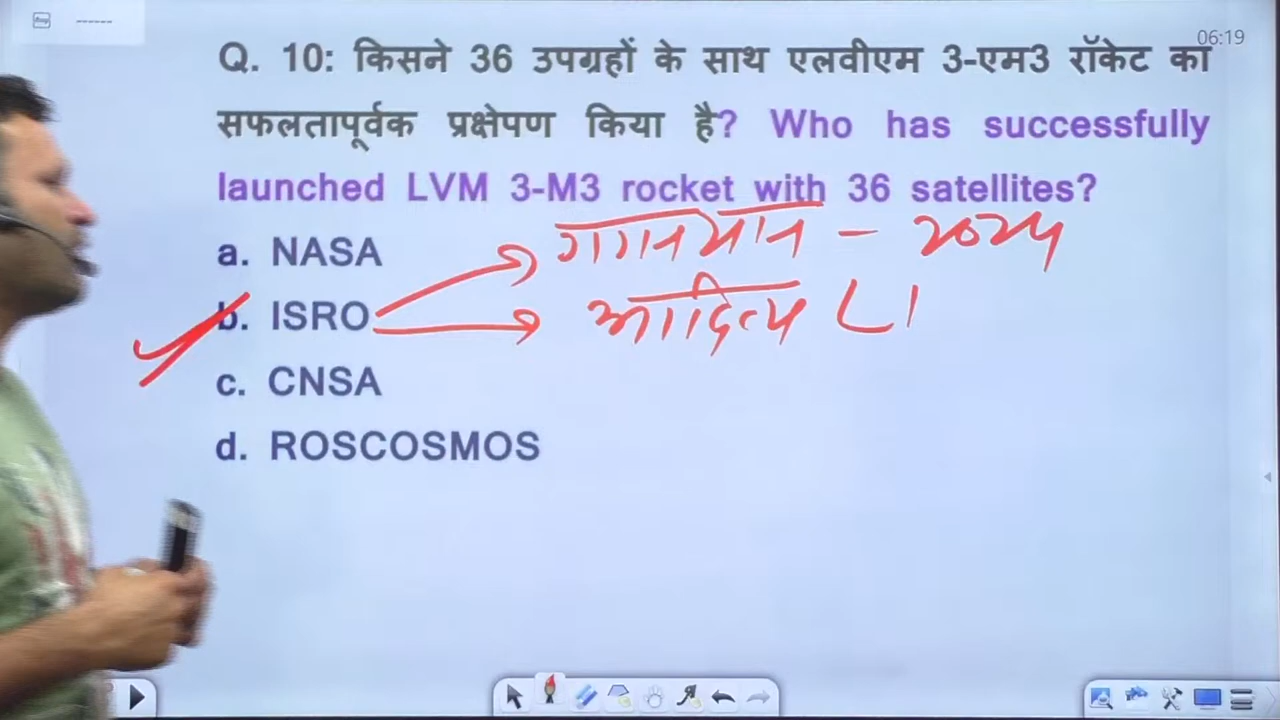 06:19
Q. 10: किसने 36 उपग्रहों के साथ एलवीएम 3-एम3 रॉकेट का
सफलतापूर्वक प्रक्षेपण किया है? Who has successfully
launched LVM 3-M3 rocket with 36 satellites?
a. NASA
गगनयान - २०२५
b. ISRO
आदित्य L1
c. CNSA
d. ROSCOSMOS